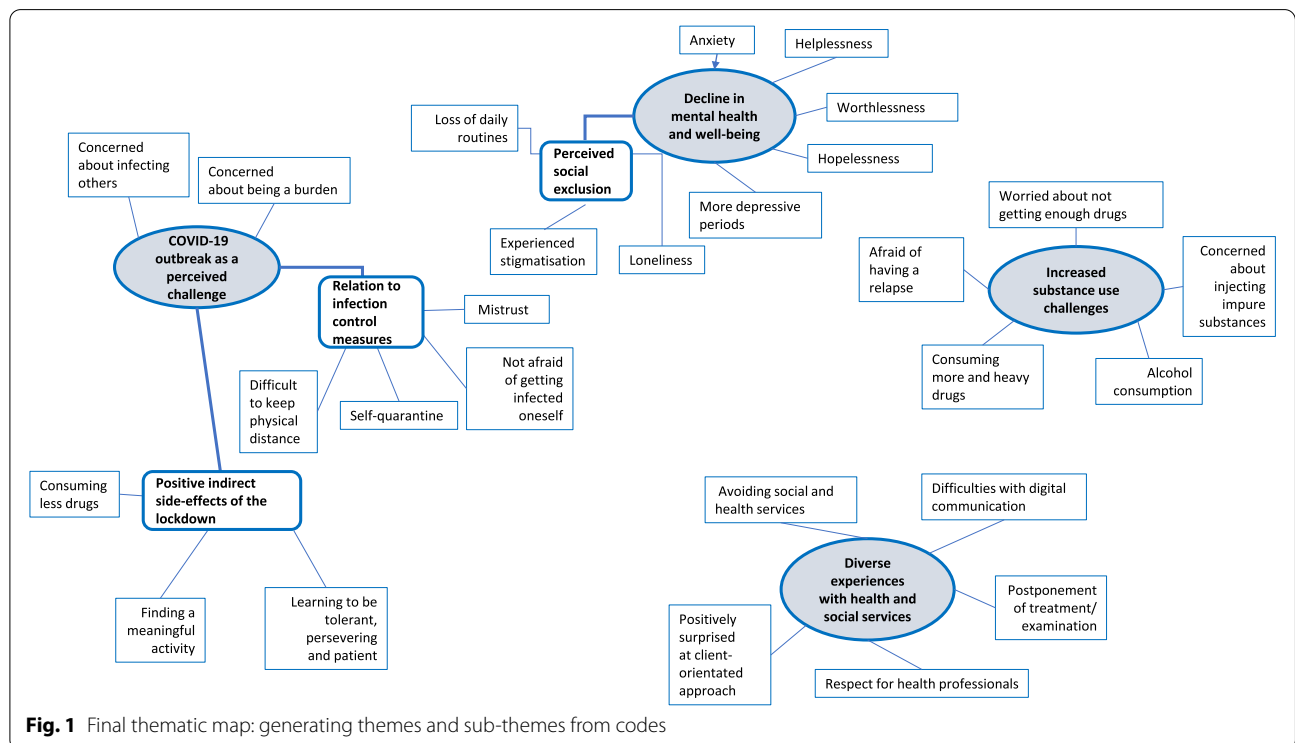 Anxiety
Helplessness
Decline in
mental health
and well-being
Worthlessness
Hopelessness
More depressive
periods
Loss of daily
routines
Perceived
social
exclusion
Experienced
stigmatisation
Loneliness
Concerned
about infecting
others
Concerned
about being a burden
COVID-19
outbreak as a
perceived
challenge
Relation to
infection
control
measures
Mistrust
Not afraid
of getting
infected
oneself
Self-quarantine
Difficult
to keep
physical
distance
Positive indirect
side-effects of the
lockdown
Consuming
less drugs
Finding a
meaningful
activity
Learning to be
tolerant,
persevering
and patient
Worried about not
getting enough drugs
Afraid of
having a
relapse
Increased
substance use
challenges
Concerned
about
injecting
impure
substances
Consuming
more and heavy
drugs
Alcohol
consumption
Avoiding social and
health services
Difficulties with digital
communication
Diverse
experiences
with health and
social services
Postponement
of treatment/
examination
Positively
surprised
at client-
orientated
approach
Respect for health professionals
Fig. 1 Final thematic map: generating themes and sub-themes from codes